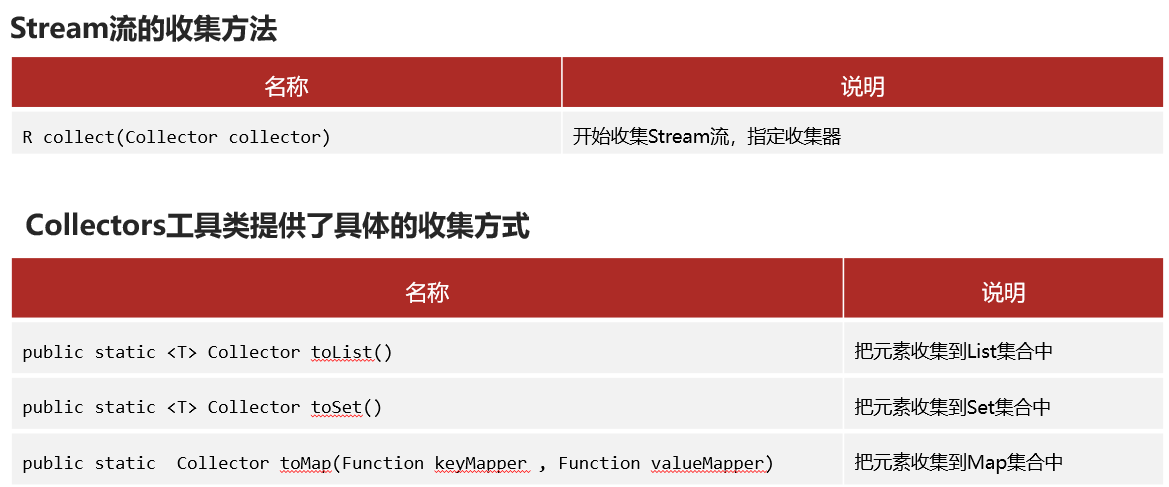 Stream流的收集方法
名称 说明
R collect(Collector collector) 开始收集Stream流，指定收集器
Collectors工具类提供了具体的收集方式
名称 说明
public static <T> Collector toList() 把元素收集到List集合中
public static <T> Collector toSet() 把元素收集到Set集合中
public static  Collector toMap(Function keyMapper , Function valueMapper) 把元素收集到Map集合中